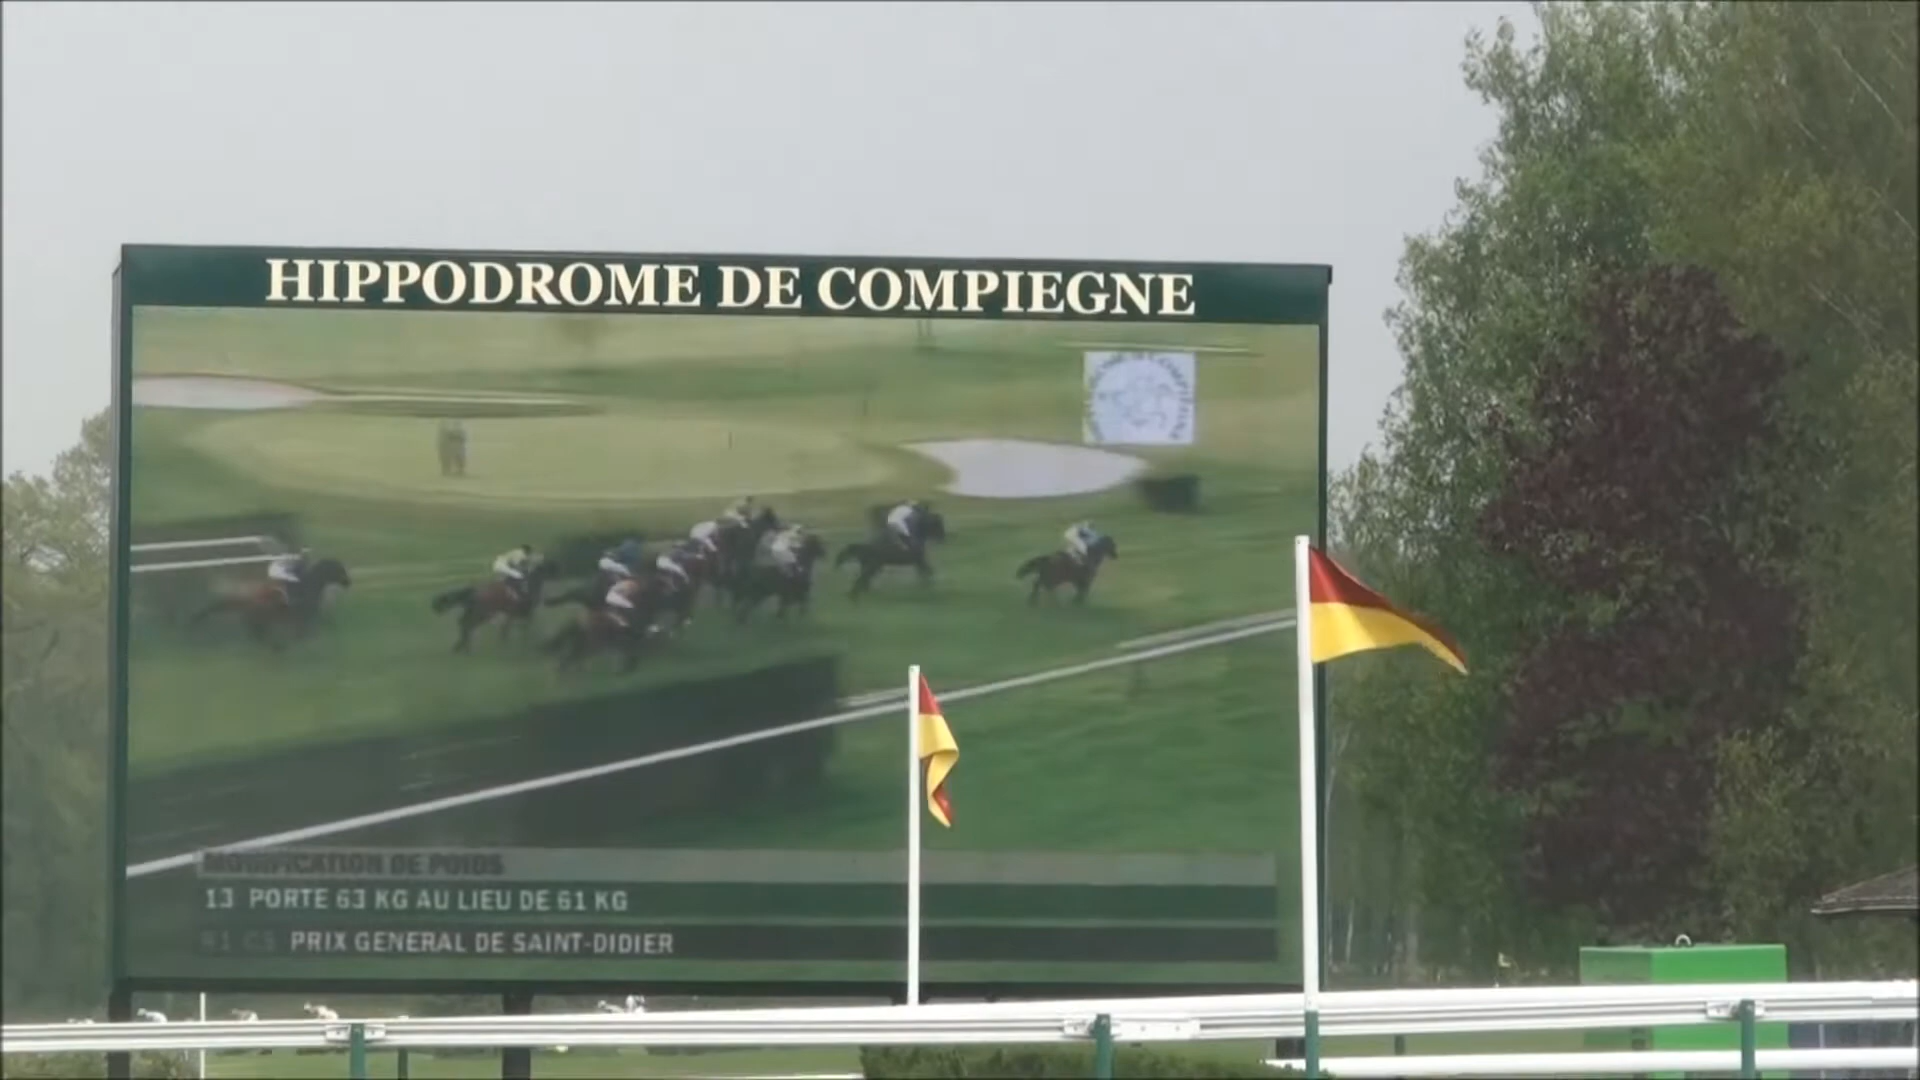 HIPPODROME DE COMPIEGNE
MODIFICATION DE POIDS
13 PORTE 63 KG AU LIEU DE 61 KG
PRIX GENERAL DE SAINT-DIDIER